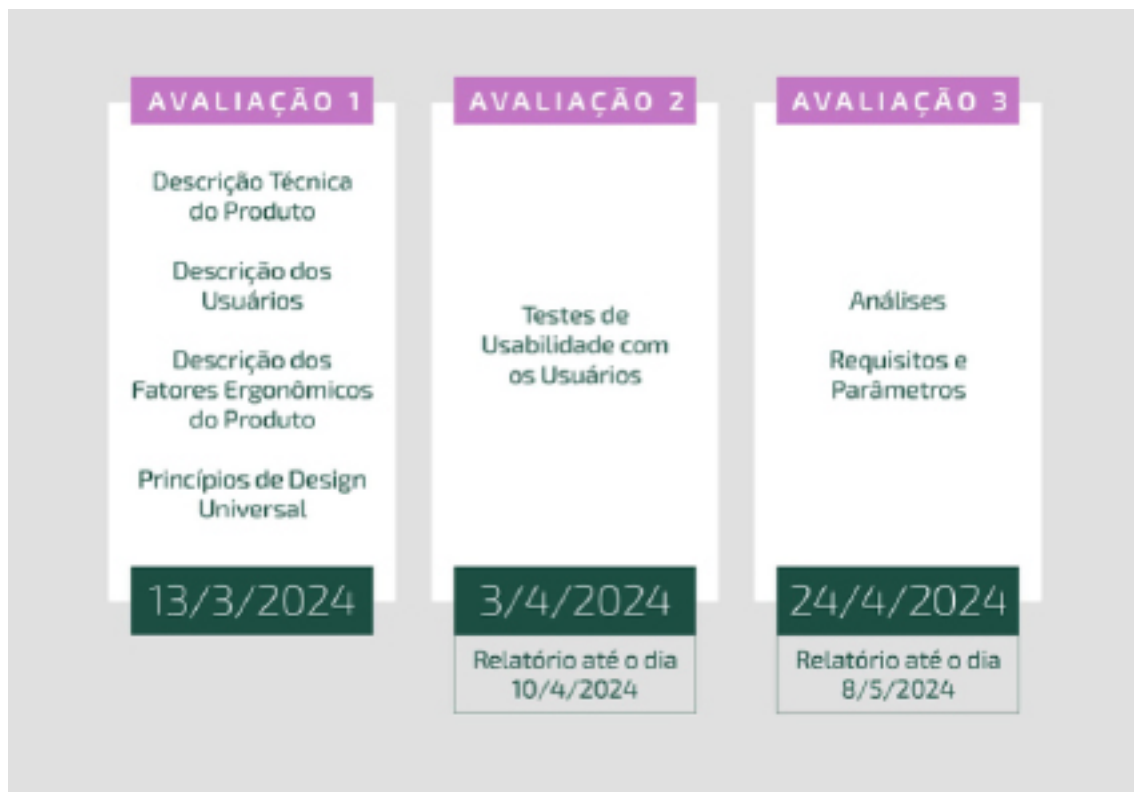 AVALIAÇÃO 1
Descrição Técnica
do Produto
Descrição dos
Usuários
Descrição dos
Fatores Ergonômicos
do Produto
Princípios de Design
Universal
13/3/2024
AVALIAÇÃO 2
Testes de
Usabilidade com
os Usuários
3/4/2024
Relatório até o dia
10/4/2024
AVALIAÇÃO 3
Análises
Requisitos e
Parâmetros
24/4/2024
Relatório até o dia
8/5/2024